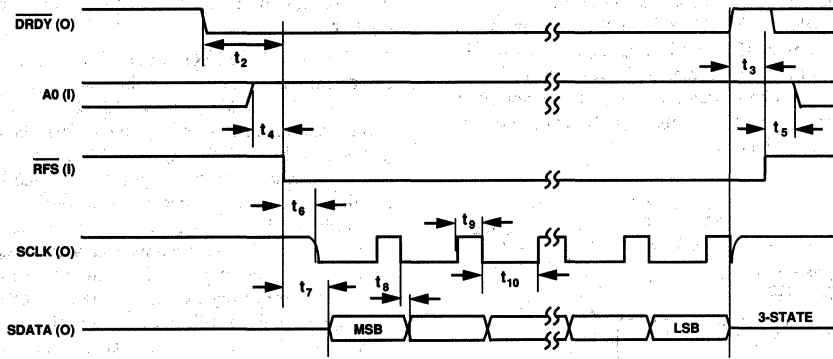 DRDY (O)
t2
t3
A0 (I)
t4
t5
RFS (I)
t6
t9
SCLK (O)
t7
t8
t10
SDATA (O)
MSB
LSB
3-STATE